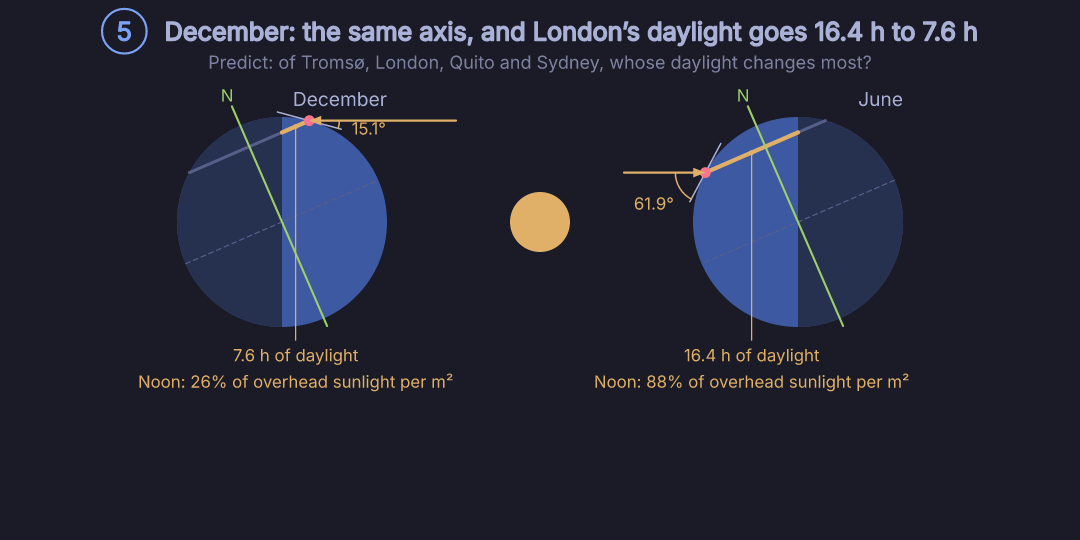 5 December: the same axis, and London’s daylight goes 16.4 h to 7.6 h
Predict: of Tromsø, London, Quito and Sydney, whose daylight changes most?
N December N June
15.1°
61.9°
7.6 h of daylight 16.4 h of daylight
Noon: 26% of overhead sunlight per m² Noon: 88% of overhead sunlight per m²